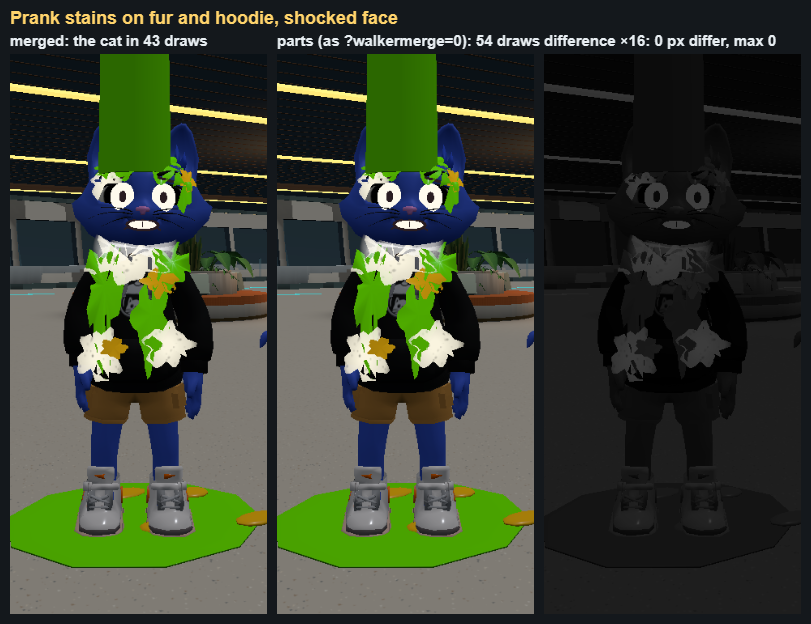 Prank stains on fur and hoodie, shocked face
merged: the cat in 43 draws
parts (as ?walkermerge=0): 54 draws
difference ×16: 0 px differ, max 0